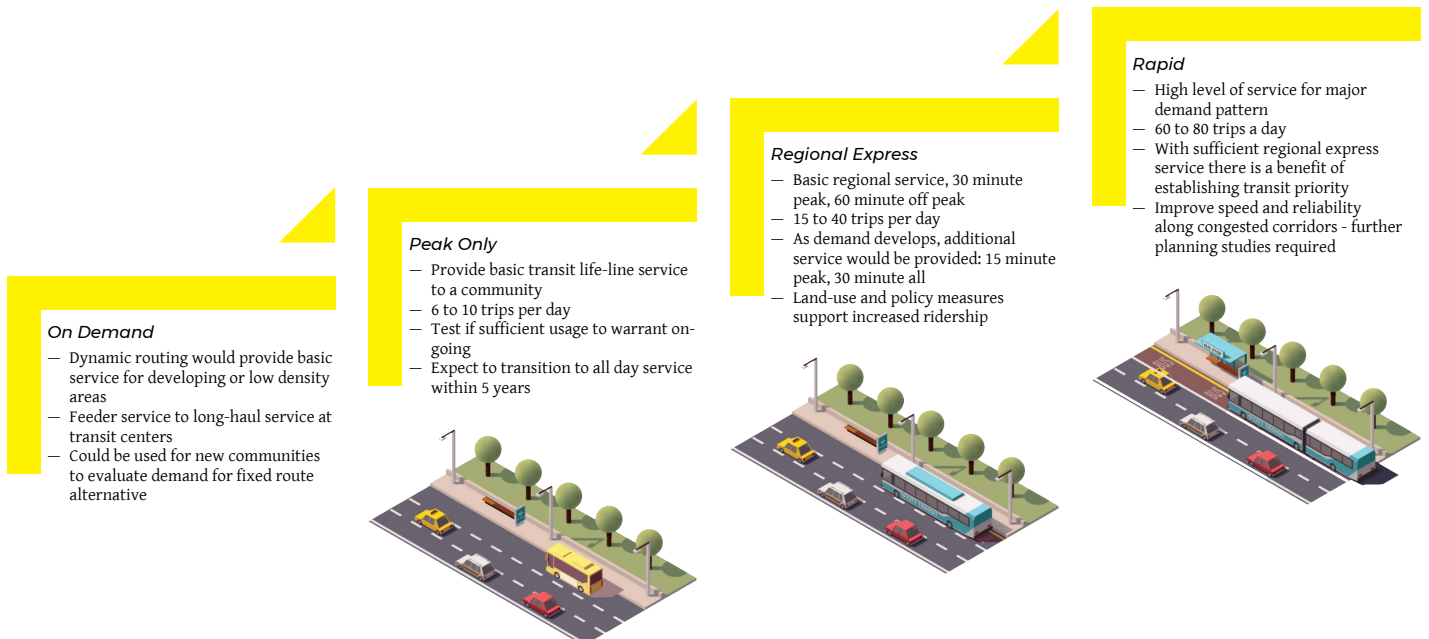 On Demand
— Dynamic routing would provide basic
service for developing or low density
areas
— Feeder service to long-haul service at
transit centers
— Could be used for new communities
to evaluate demand for fixed route
alternative
Peak Only
— Provide basic transit life-line service
to a community
— 6 to 10 trips per day
— Test if sufficient usage to warrant on-
going
— Expect to transition to all day service
within 5 years
Regional Express
— Basic regional service, 30 minute
peak, 60 minute off peak
— 15 to 40 trips per day
— As demand develops, additional
service would be provided: 15 minute
peak, 30 minute all
— Land-use and policy measures
support increased ridership
Rapid
— High level of service for major
demand pattern
— 60 to 80 trips a day
— With sufficient regional express
service there is a benefit of
establishing transit priority
— Improve speed and reliability
along congested corridors - further
planning studies required